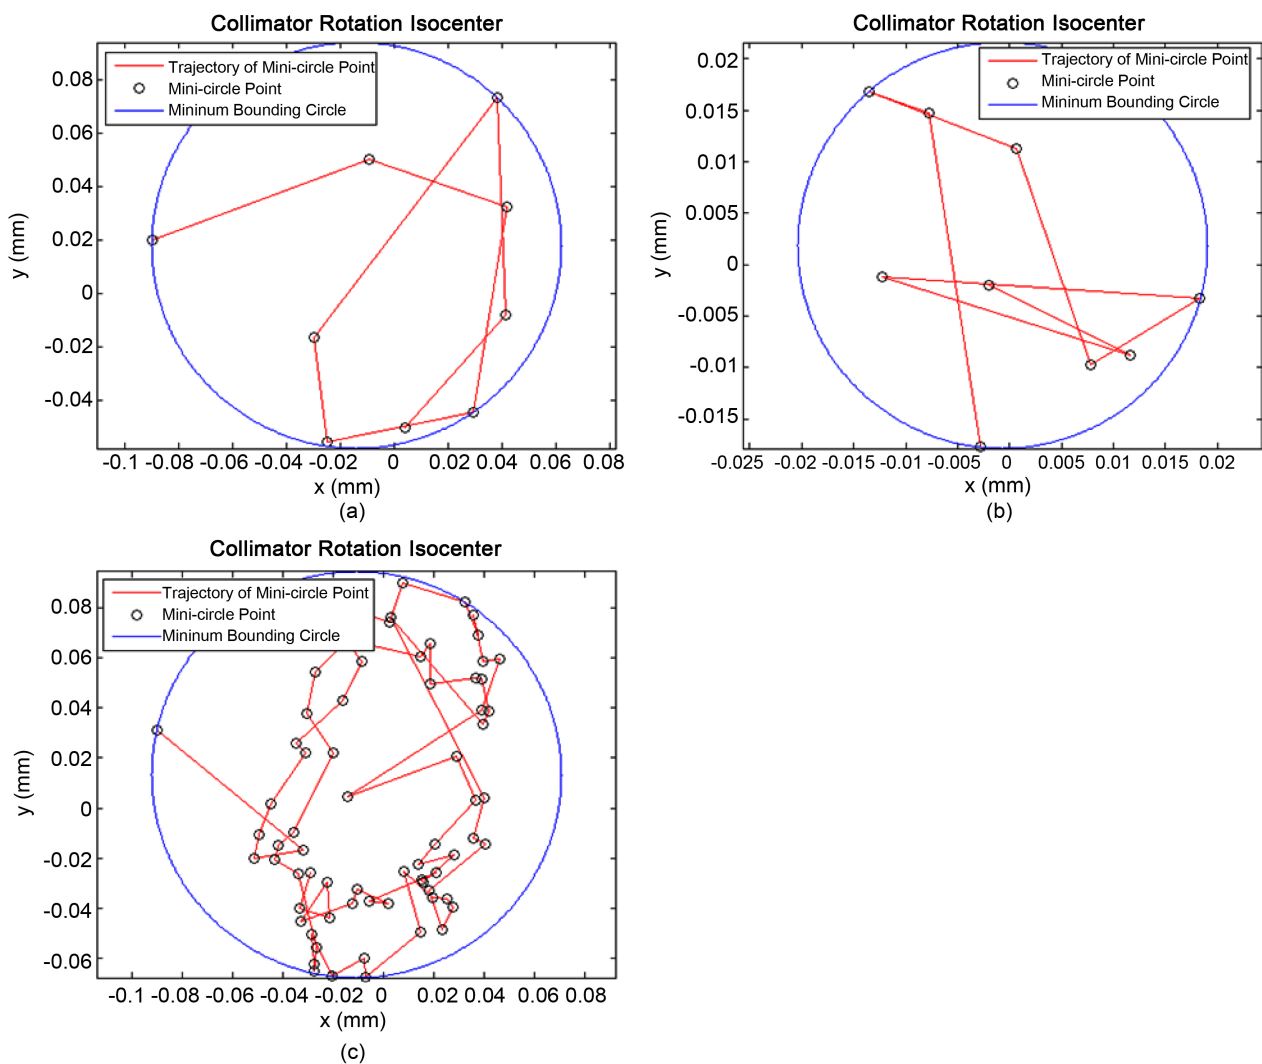 Collimator Rotation Isocenter
Trajectory of Mini-circle Point
Mini-circle Point
Mininum Bounding Circle
0.08
0.06
0.04
0.02
0
-0.02
-0.04
y (mm)
-0.1 -0.08 -0.06 -0.04 -0.02 0 0.02 0.04 0.06 0.08
x (mm)
(a)
Collimator Rotation Isocenter
Trajectory of Mini-circle Point
Mini-circle Point
Mininum Bounding Circle
0.02
0.015
0.01
0.005
0
-0.005
-0.01
-0.015
y (mm)
-0.025 -0.02 -0.015 -0.01 -0.005 0 0.005 0.01 0.015 0.02
x (mm)
(b)
Collimator Rotation Isocenter
Trajectory of Mini-circle Point
Mini-circle Point
Mininum Bounding Circle
0.08
0.06
0.04
0.02
0
-0.02
-0.04
-0.06
y (mm)
-0.1 -0.08 -0.06 -0.04 -0.02 0 0.02 0.04 0.06 0.08
x (mm)
(c)